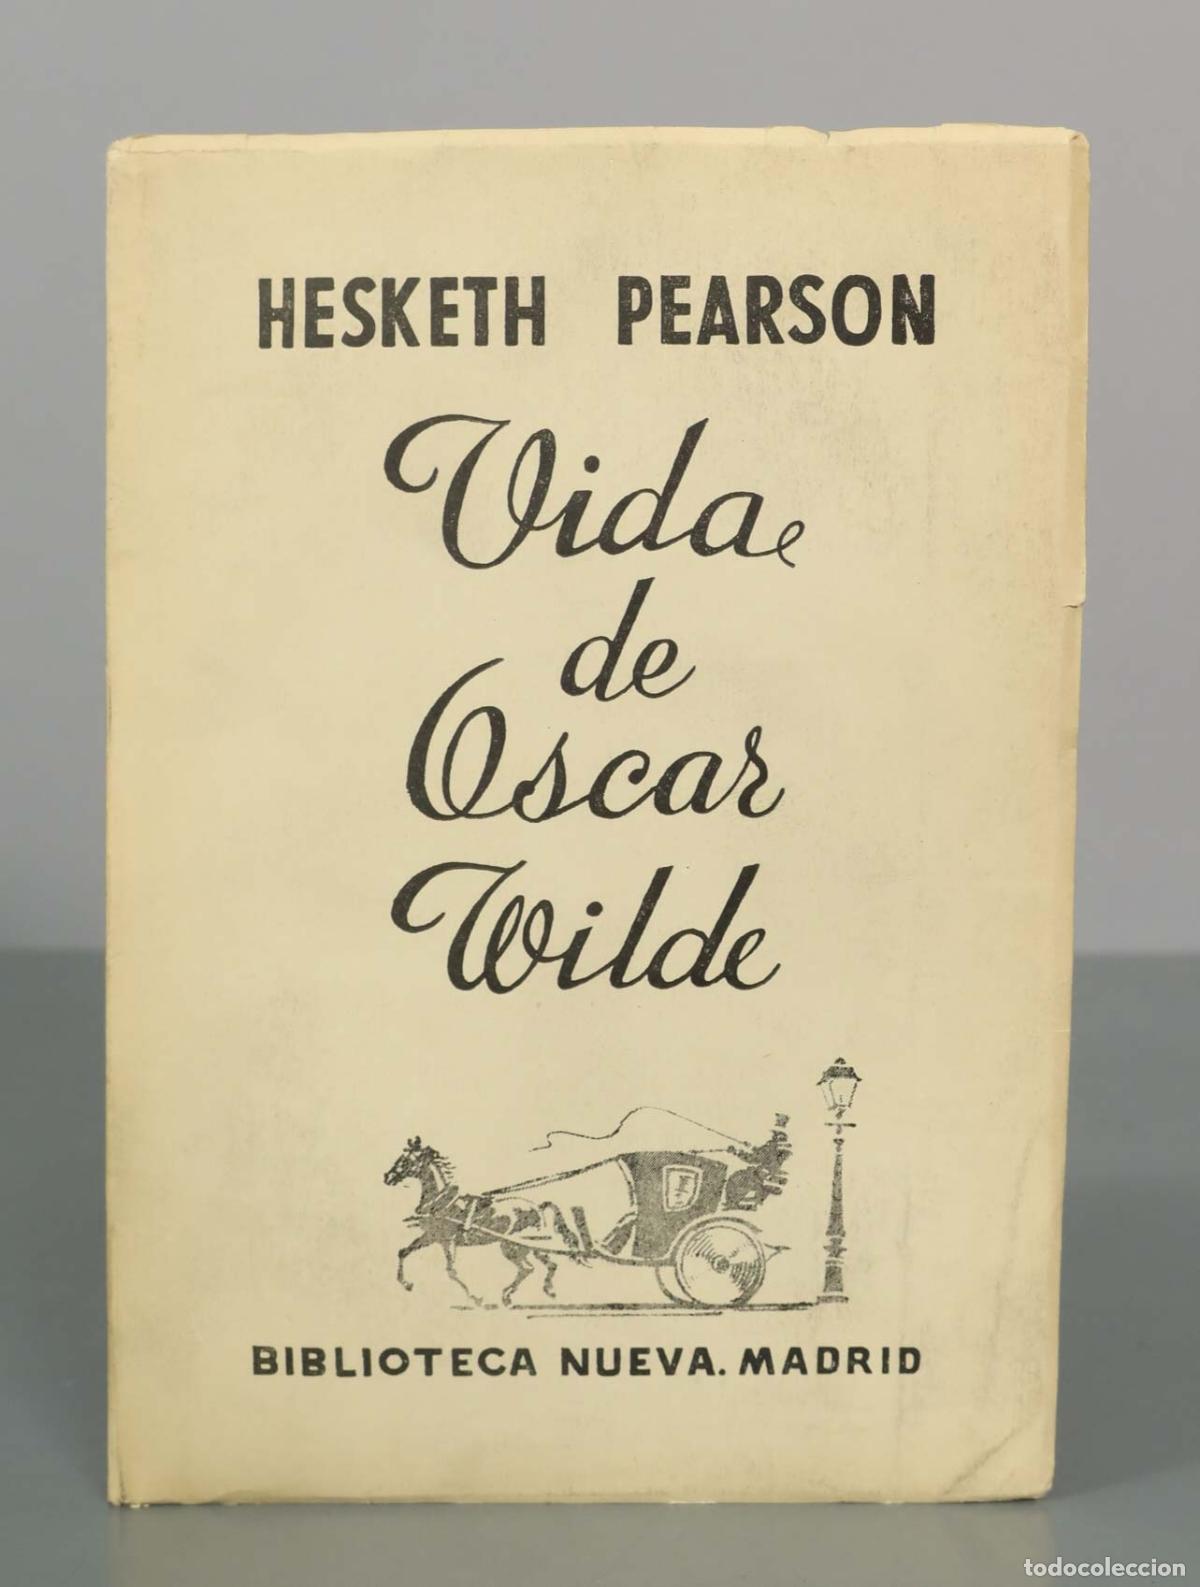 HESKETH PEARSON
Vida
de
Oscar
Wilde
BIBLIOTECA NUEVA. MADRID
todocoleccion